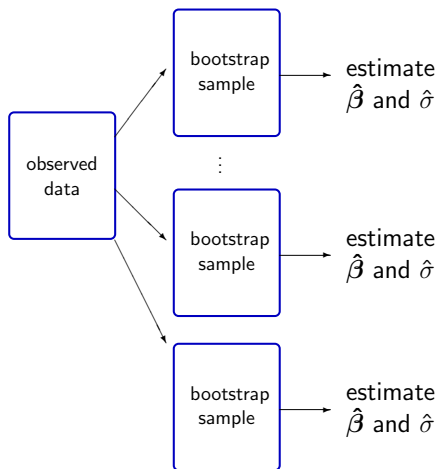 bootstrap
sample
estimate
𝜷̂ and σ̂
⋮
observed
data
bootstrap
sample
estimate
𝜷̂ and σ̂
bootstrap
sample
estimate
𝜷̂ and σ̂